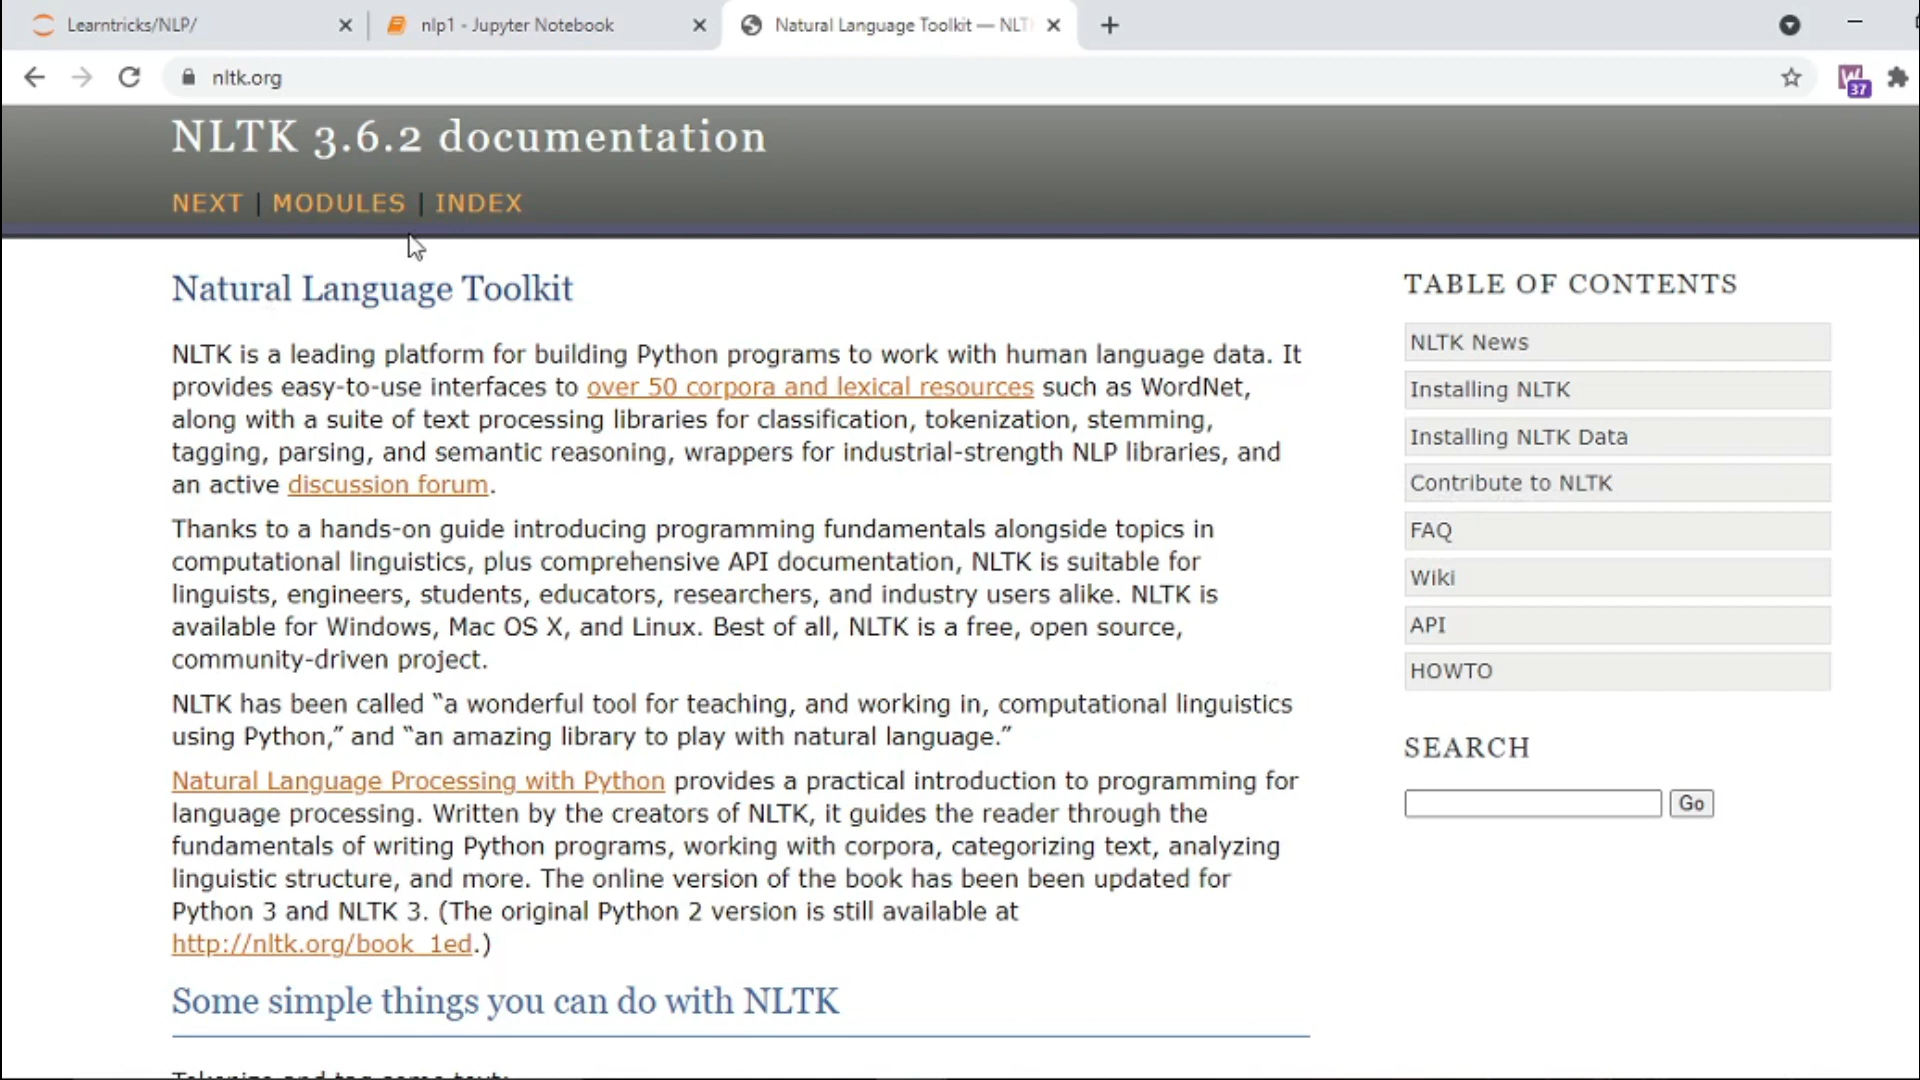 Learntricks/NLP/
nlp1 - Jupyter Notebook
Natural Language Toolkit — NLT
nltk.org
37
NLTK 3.6.2 documentation
NEXT | MODULES | INDEX
Natural Language Toolkit
NLTK is a leading platform for building Python programs to work with human language data. It
provides easy-to-use interfaces to over 50 corpora and lexical resources such as WordNet,
along with a suite of text processing libraries for classification, tokenization, stemming,
tagging, parsing, and semantic reasoning, wrappers for industrial-strength NLP libraries, and
an active discussion forum.
Thanks to a hands-on guide introducing programming fundamentals alongside topics in
computational linguistics, plus comprehensive API documentation, NLTK is suitable for
linguists, engineers, students, educators, researchers, and industry users alike. NLTK is
available for Windows, Mac OS X, and Linux. Best of all, NLTK is a free, open source,
community-driven project.
NLTK has been called “a wonderful tool for teaching, and working in, computational linguistics
using Python,” and “an amazing library to play with natural language.”
Natural Language Processing with Python provides a practical introduction to programming for
language processing. Written by the creators of NLTK, it guides the reader through the
fundamentals of writing Python programs, working with corpora, categorizing text, analyzing
linguistic structure, and more. The online version of the book has been been updated for
Python 3 and NLTK 3. (The original Python 2 version is still available at
http://nltk.org/book_1ed.)
Some simple things you can do with NLTK
Tokenize and tag some text:
TABLE OF CONTENTS
NLTK News
Installing NLTK
Installing NLTK Data
Contribute to NLTK
FAQ
Wiki
API
HOWTO
SEARCH
Go